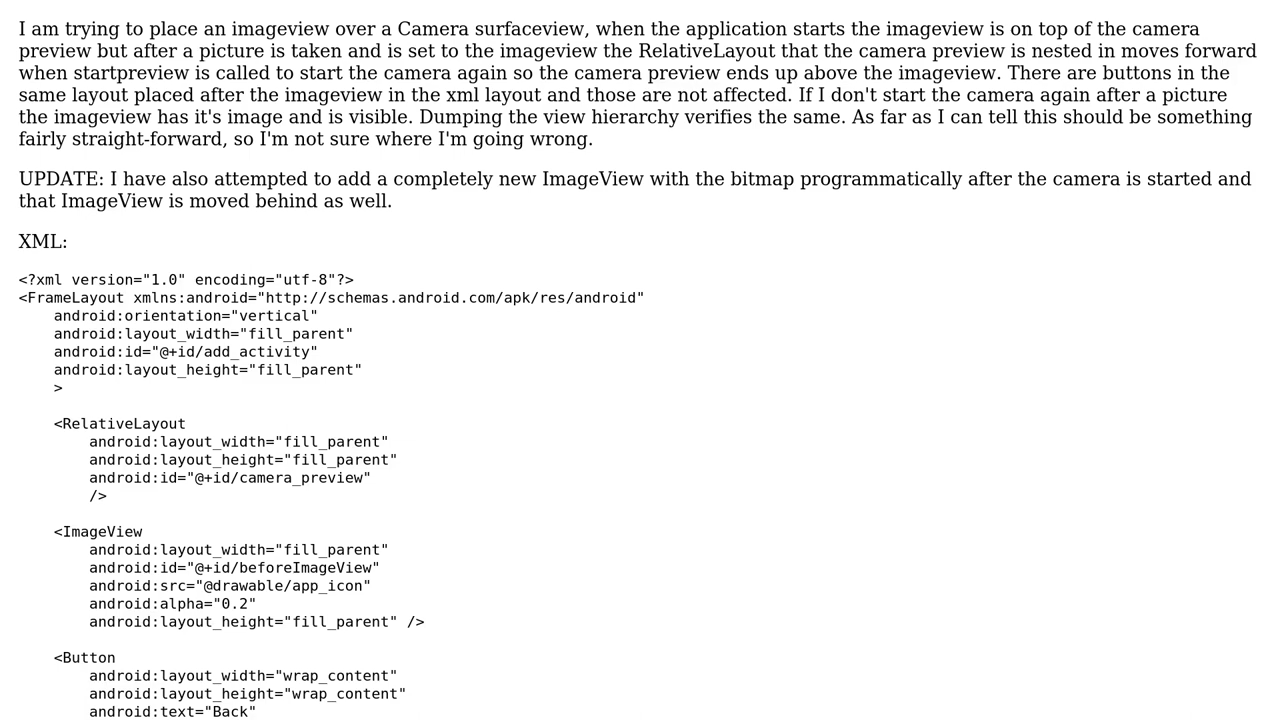 I am trying to place an imageview over a Camera surfaceview, when the application starts the imageview is on top of the camera
preview but after a picture is taken and is set to the imageview the RelativeLayout that the camera preview is nested in moves forward
when startpreview is called to start the camera again so the camera preview ends up above the imageview. There are buttons in the
same layout placed after the imageview in the xml layout and those are not affected. If I don't start the camera again after a picture
the imageview has it's image and is visible. Dumping the view hierarchy verifies the same. As far as I can tell this should be something
fairly straight-forward, so I'm not sure where I'm going wrong.
UPDATE: I have also attempted to add a completely new ImageView with the bitmap programmatically after the camera is started and
that ImageView is moved behind as well.
XML:
<?xml version="1.0" encoding="utf-8"?>
<FrameLayout xmlns:android="http://schemas.android.com/apk/res/android"
    android:orientation="vertical"
    android:layout_width="fill_parent"
    android:id="@+id/add_activity"
    android:layout_height="fill_parent"
    >
    <RelativeLayout
        android:layout_width="fill_parent"
        android:layout_height="fill_parent"
        android:id="@+id/camera_preview"
        />
    <ImageView
        android:layout_width="fill_parent"
        android:id="@+id/beforeImageView"
        android:src="@drawable/app_icon"
        android:alpha="0.2"
        android:layout_height="fill_parent" />
    <Button
        android:layout_width="wrap_content"
        android:layout_height="wrap_content"
        android:text="Back"